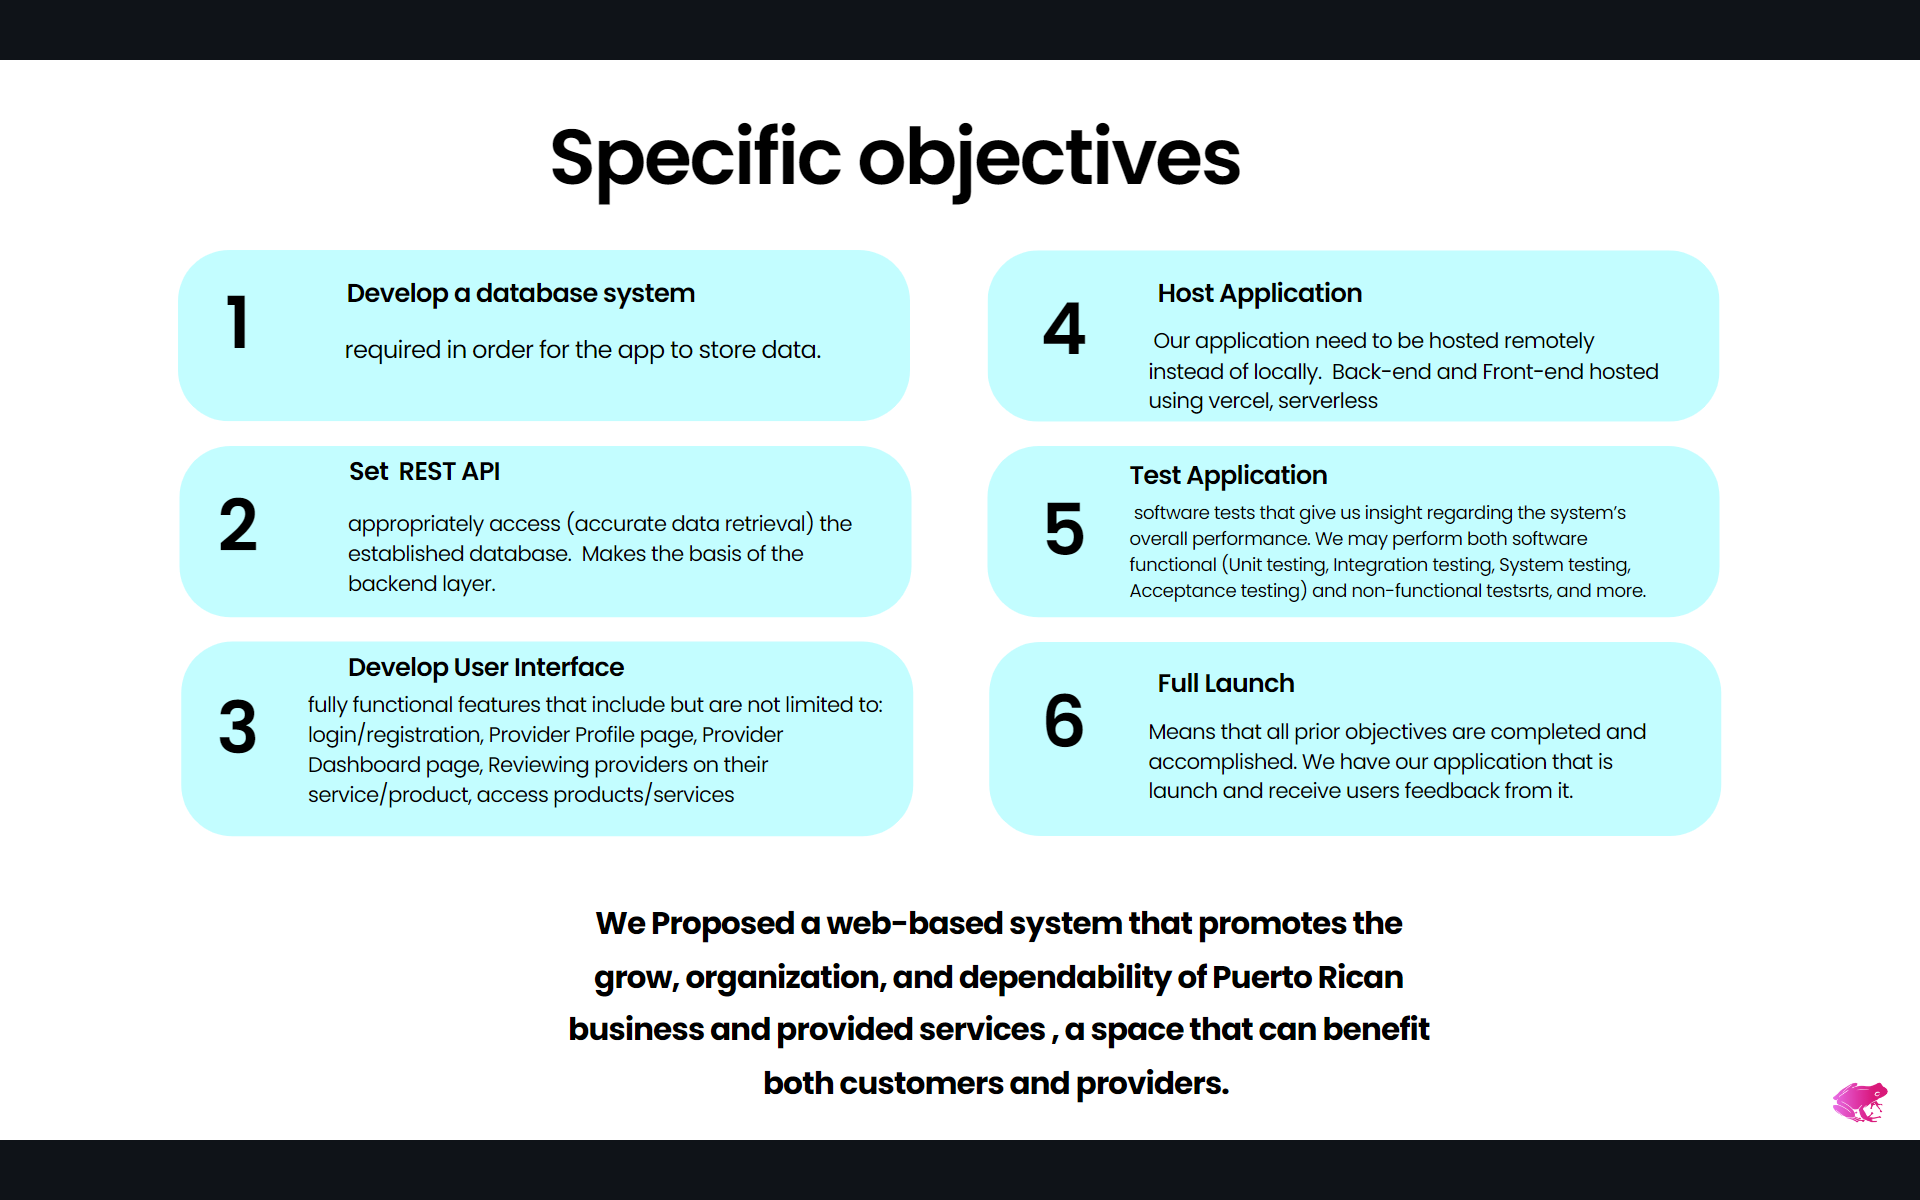 Specific objectives
1
Develop a database system
required in order for the app to store data.
2
Set REST API
appropriately access (accurate data retrieval) the
established database. Makes the basis of the
backend layer.
3
Develop User Interface
fully functional features that include but are not limited to:
login/registration, Provider Profile page, Provider
Dashboard page, Reviewing providers on their
service/product, access products/services
4
Host Application
Our application need to be hosted remotely
instead of locally. Back-end and Front-end hosted
using vercel, serverless
5
Test Application
software tests that give us insight regarding the system's
overall performance. We may perform both software
functional (Unit testing, Integration testing, System testing,
Acceptance testing) and non-functional testsrts, and more.
6
Full Launch
Means that all prior objectives are completed and
accomplished. We have our application that is
launch and receive users feedback from it.
We Proposed a web-based system that promotes the
grow, organization, and dependability of Puerto Rican
business and provided services , a space that can benefit
both customers and providers.